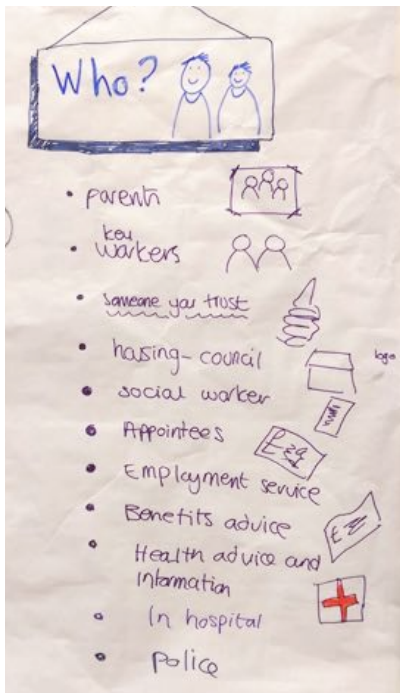 Who?
• parents
key
• workers
• someone you trust
• housing - council
logo
• social worker
• Appointees
• Employment service
• Benefits advice
• Health advice and
information
• In hospital
• police